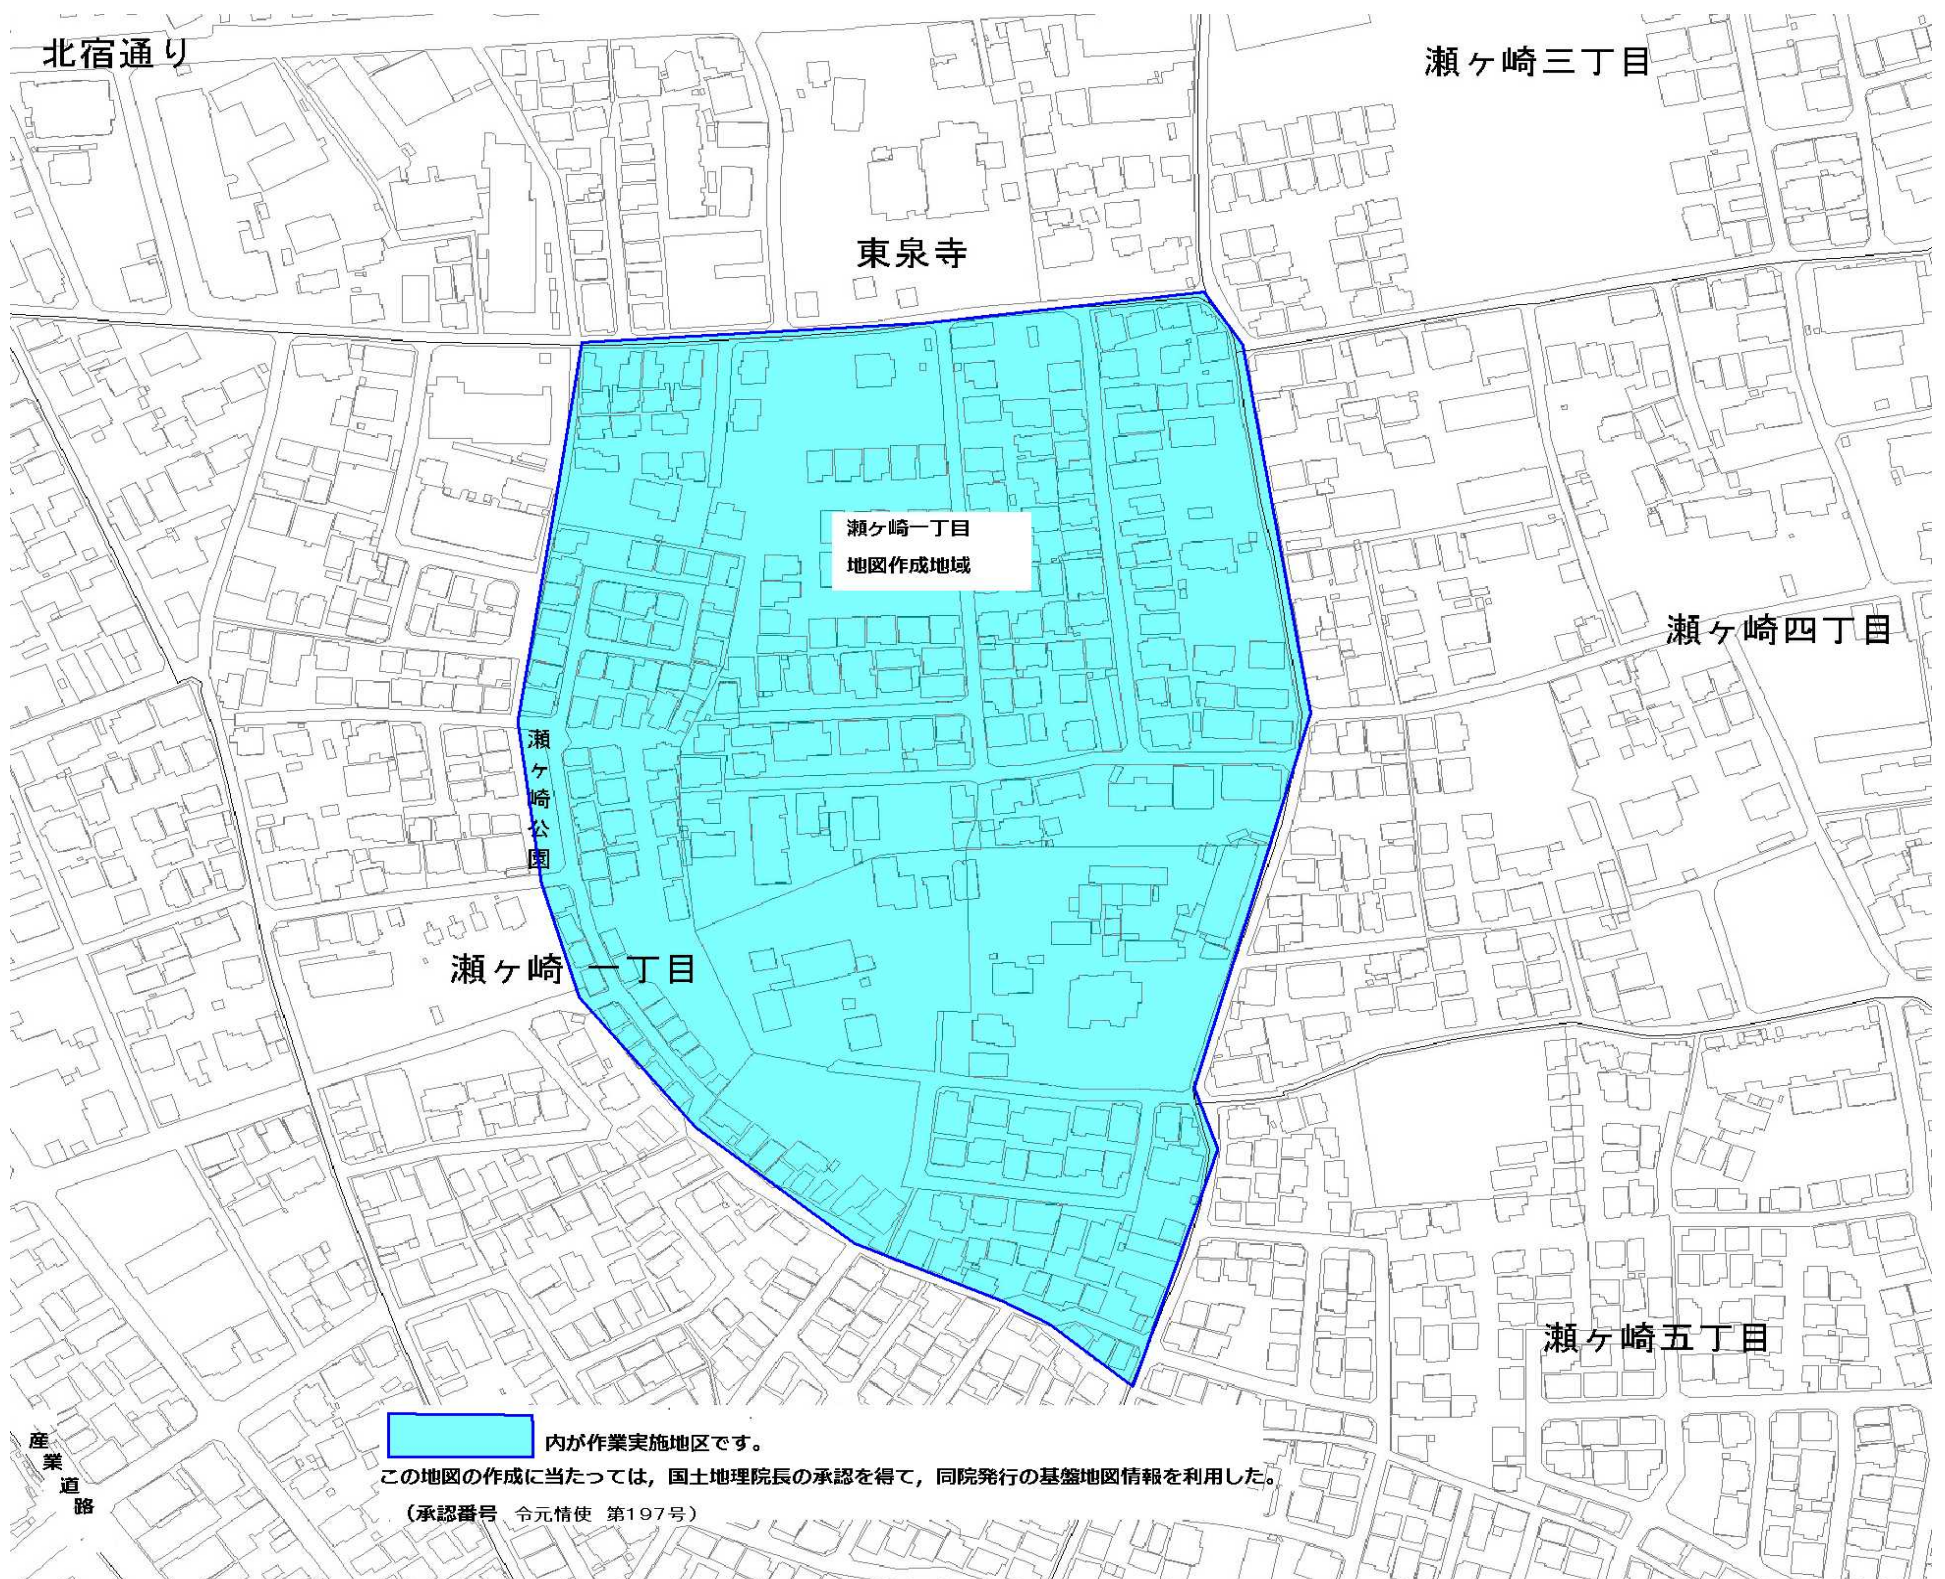 北宿通り
瀬ヶ崎三丁目
東泉寺
瀬ヶ崎一丁目
地図作成地域
瀬ヶ崎四丁目
瀬ヶ崎公園
瀬ヶ崎 一丁目
瀬ヶ崎五丁目
産業道路
内が作業実施地区です。
この地図の作成に当たっては，国土地理院長の承認を得て，同院発行の基盤地図情報を利用した。
（承認番号 令元情使 第197号）